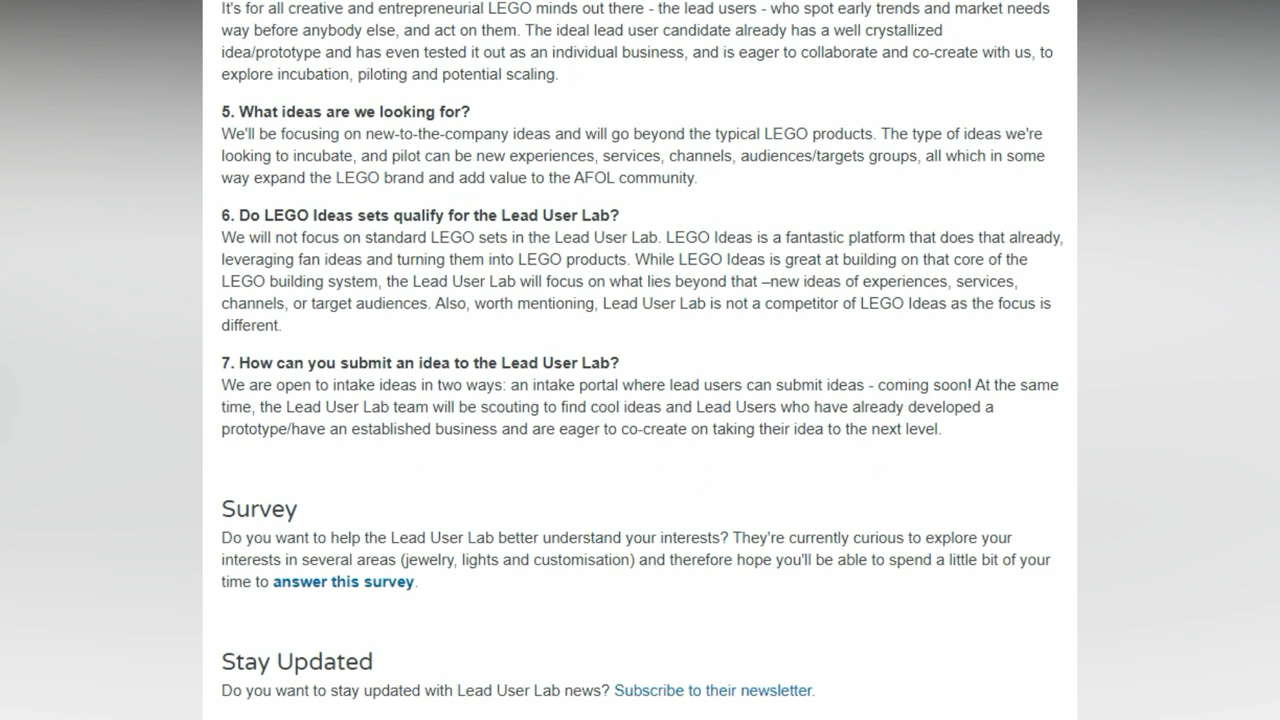 It's for all creative and entrepreneurial LEGO minds out there - the lead users - who spot early trends and market needs
way before anybody else, and act on them. The ideal lead user candidate already has a well crystallized
idea/prototype and has even tested it out as an individual business, and is eager to collaborate and co-create with us, to
explore incubation, piloting and potential scaling.
5. What ideas are we looking for?
We'll be focusing on new-to-the-company ideas and will go beyond the typical LEGO products. The type of ideas we're
looking to incubate, and pilot can be new experiences, services, channels, audiences/targets groups, all which in some
way expand the LEGO brand and add value to the AFOL community.
6. Do LEGO Ideas sets qualify for the Lead User Lab?
We will not focus on standard LEGO sets in the Lead User Lab. LEGO Ideas is a fantastic platform that does that already,
leveraging fan ideas and turning them into LEGO products. While LEGO Ideas is great at building on that core of the
LEGO building system, the Lead User Lab will focus on what lies beyond that –new ideas of experiences, services,
channels, or target audiences. Also, worth mentioning, Lead User Lab is not a competitor of LEGO Ideas as the focus is
different.
7. How can you submit an idea to the Lead User Lab?
We are open to intake ideas in two ways: an intake portal where lead users can submit ideas - coming soon! At the same
time, the Lead User Lab team will be scouting to find cool ideas and Lead Users who have already developed a
prototype/have an established business and are eager to co-create on taking their idea to the next level.
Survey
Do you want to help the Lead User Lab better understand your interests? They're currently curious to explore your
interests in several areas (jewelry, lights and customisation) and therefore hope you'll be able to spend a little bit of your
time to answer this survey.
Stay Updated
Do you want to stay updated with Lead User Lab news? Subscribe to their newsletter.